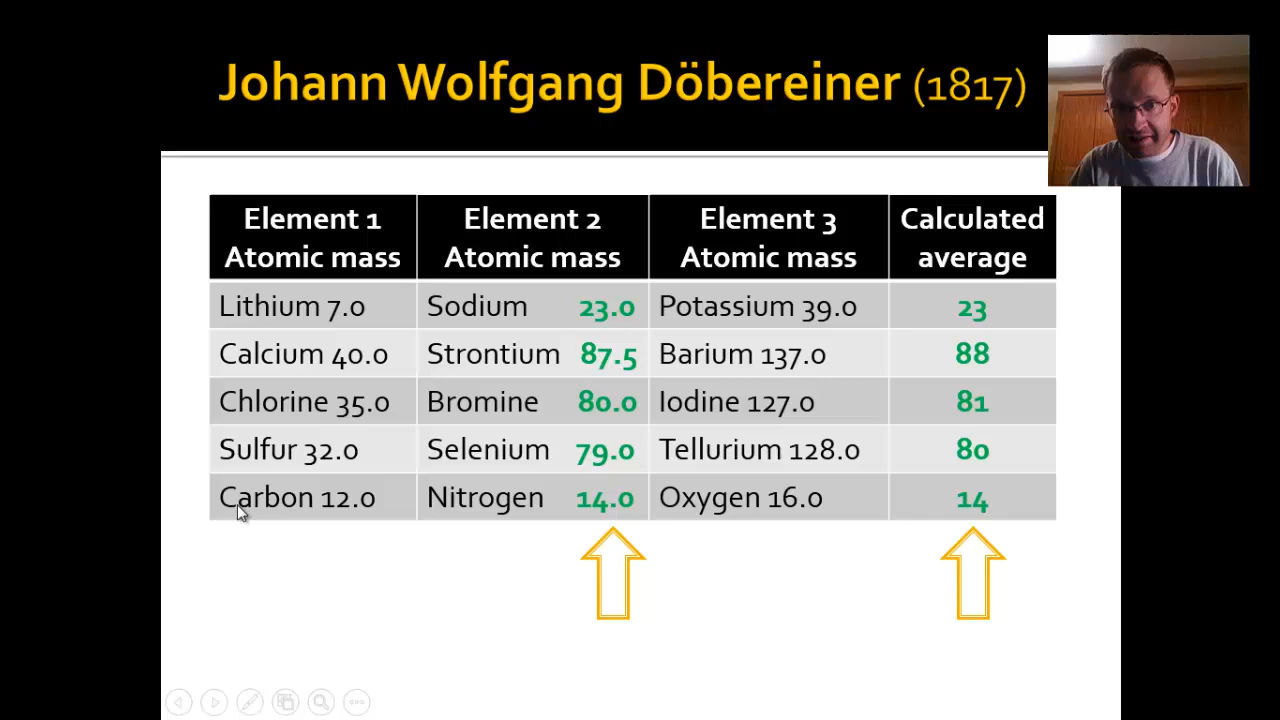 Johann Wolfgang Döbereiner (1817)
Element 1 Element 2 Element 3 Calculated
Atomic mass Atomic mass Atomic mass average
Lithium 7.0 Sodium 23.0 Potassium 39.0 23
Calcium 40.0 Strontium 87.5 Barium 137.0 88
Chlorine 35.0 Bromine 80.0 Iodine 127.0 81
Sulfur 32.0 Selenium 79.0 Tellurium 128.0 80
Carbon 12.0 Nitrogen 14.0 Oxygen 16.0 14